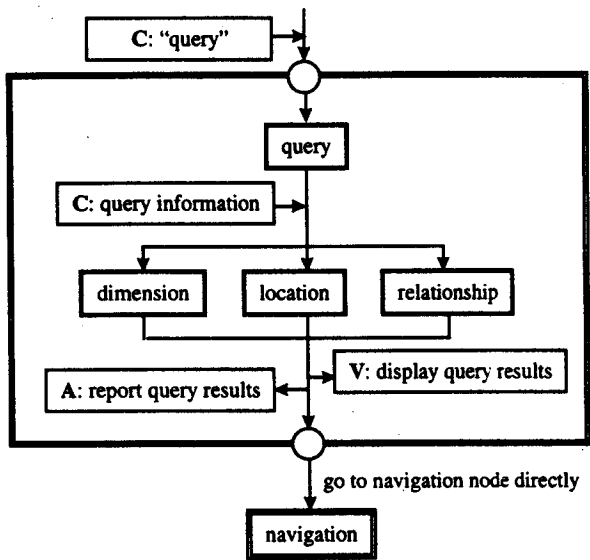 C: “query”
query
C: query information
dimension
location
relationship
V: display query results
A: report query results
go to navigation node directly
navigation